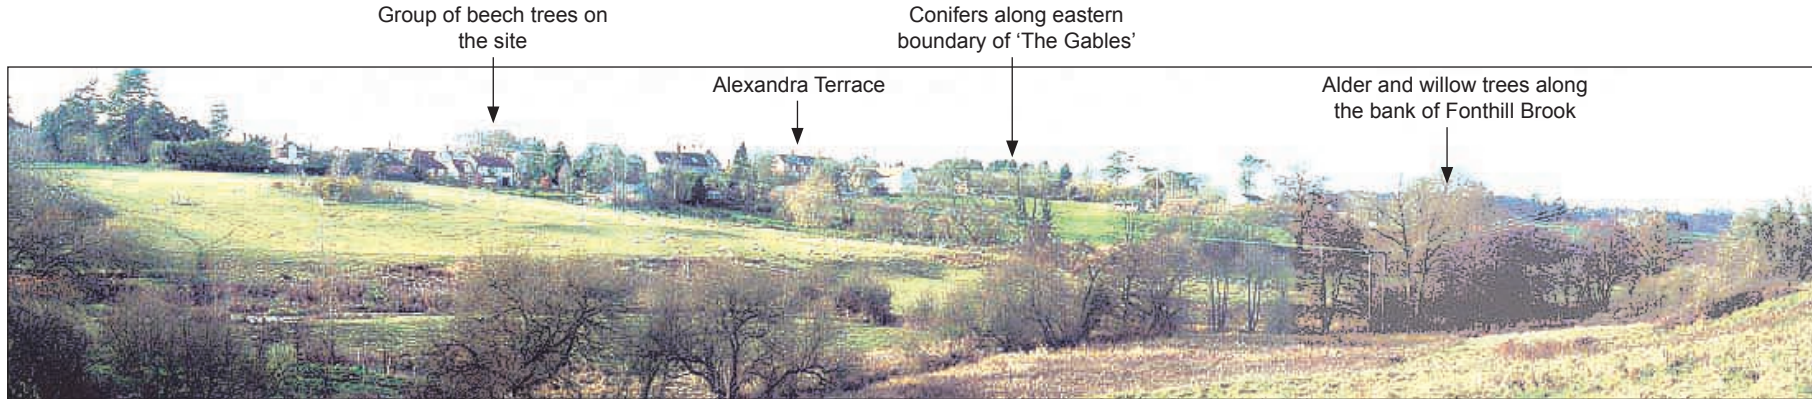 Group of beech trees on
the site
Alexandra Terrace
Conifers along eastern
boundary of ‘The Gables’
Alder and willow trees along
the bank of Fonthill Brook